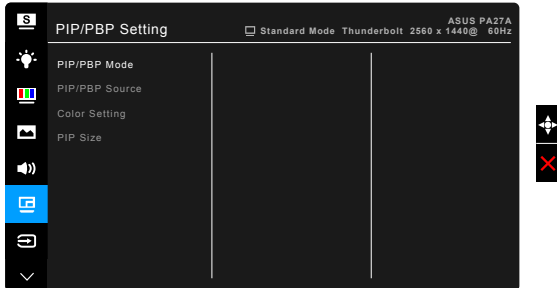 S
PIP/PBP Setting
ASUS PA27A
Standard Mode Thunderbolt 2560 x 1440@ 60Hz
PIP/PBP Mode
PIP/PBP Source
Color Setting
PIP Size